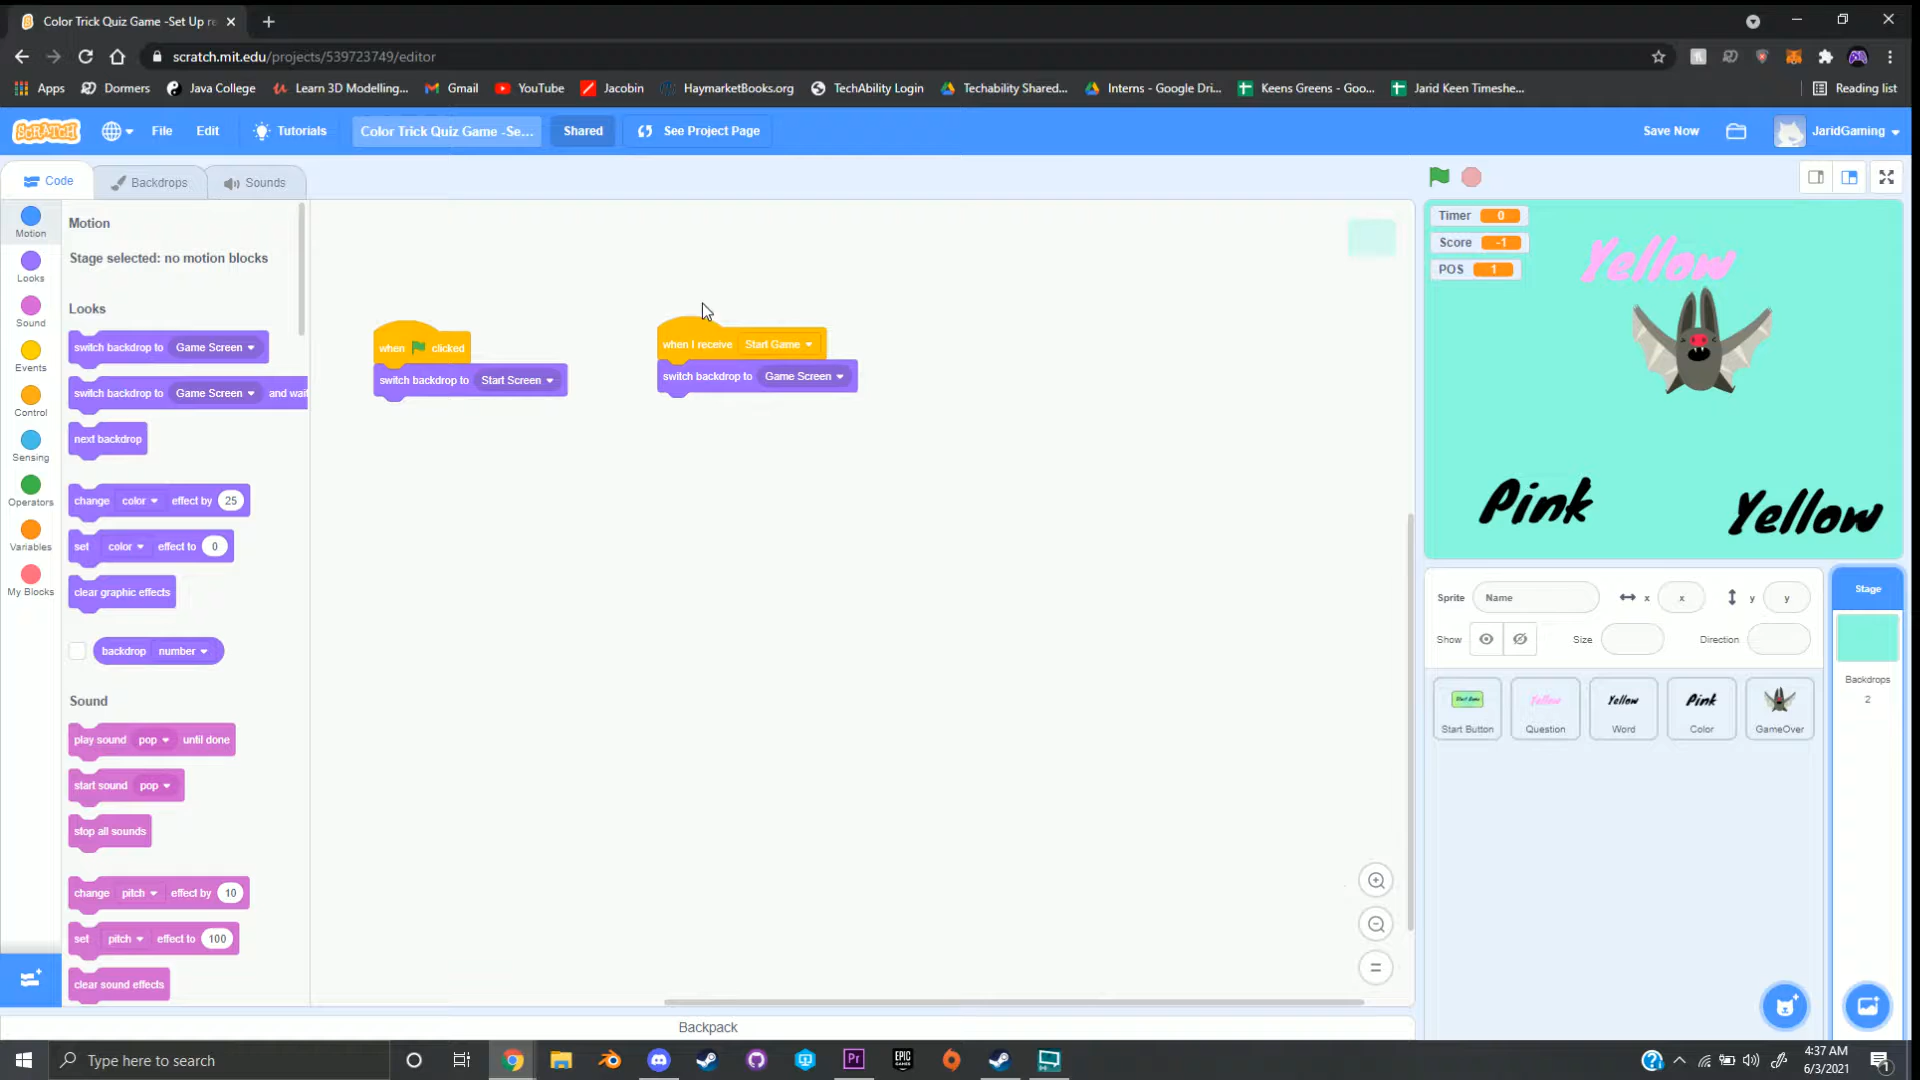 Color Trick Quiz Game -Set Up re
scratch.mit.edu/projects/539723749/editor
Apps Dormers Java College Learn 3D Modelling... Gmail YouTube Jacobin HaymarketBooks.org TechAbility Login Techability Shared... Interns - Google Dri... Keens Greens - Goo... Jarid Keen Timeshe... Reading list
SCRATCH File Edit Tutorials Color Trick Quiz Game -Se... Shared See Project Page Save Now JaridGaming
Code Backdrops Sounds
Motion
Looks
Sound
Events
Control
Sensing
Operators
Variables
My Blocks
Motion
Stage selected: no motion blocks
Looks
switch backdrop to Game Screen
switch backdrop to Game Screen and wait
next backdrop
change color effect by 25
set color effect to 0
clear graphic effects
backdrop number
Sound
play sound pop until done
start sound pop
stop all sounds
change pitch effect by 10
set pitch effect to 100
clear sound effects
when clicked
switch backdrop to Start Screen
when I receive Start Game
switch backdrop to Game Screen
Timer 0
Score -1
POS 1
Yellow
Pink Yellow
Sprite Name x x y y
Show Size Direction
Stage
Backdrops
2
Start Game
Start Button
Yellow
Question
Yellow
Word
Pink
Color
GameOver
Backpack
Type here to search
Pr
EPIC GAMES
4:37 AM
6/3/2021
1